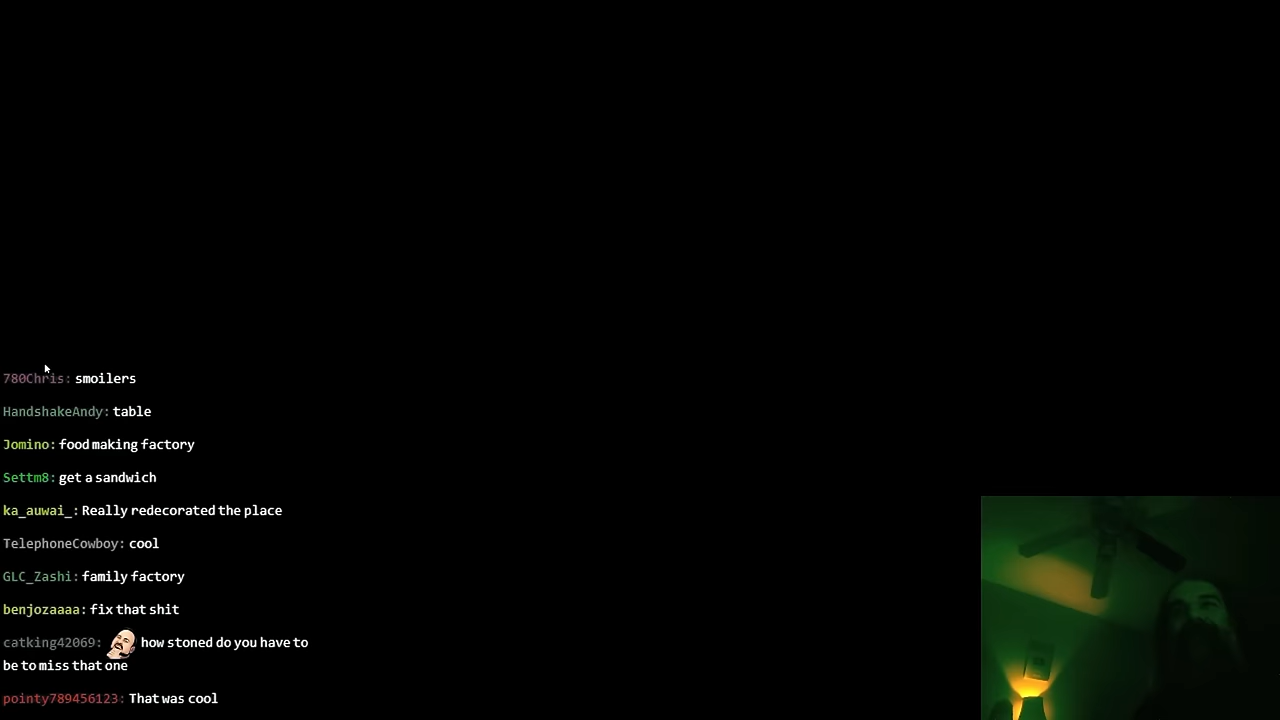 780Chris: smoilers
HandshakeAndy: table
Jomino: food making factory
Settm8: get a sandwich
ka_auwai_: Really redecorated the place
TelephoneCowboy: cool
GLC_Zashi: family factory
benjozaaaa: fix that shit
catking42069: how stoned do you have to
be to miss that one
pointy789456123: That was cool